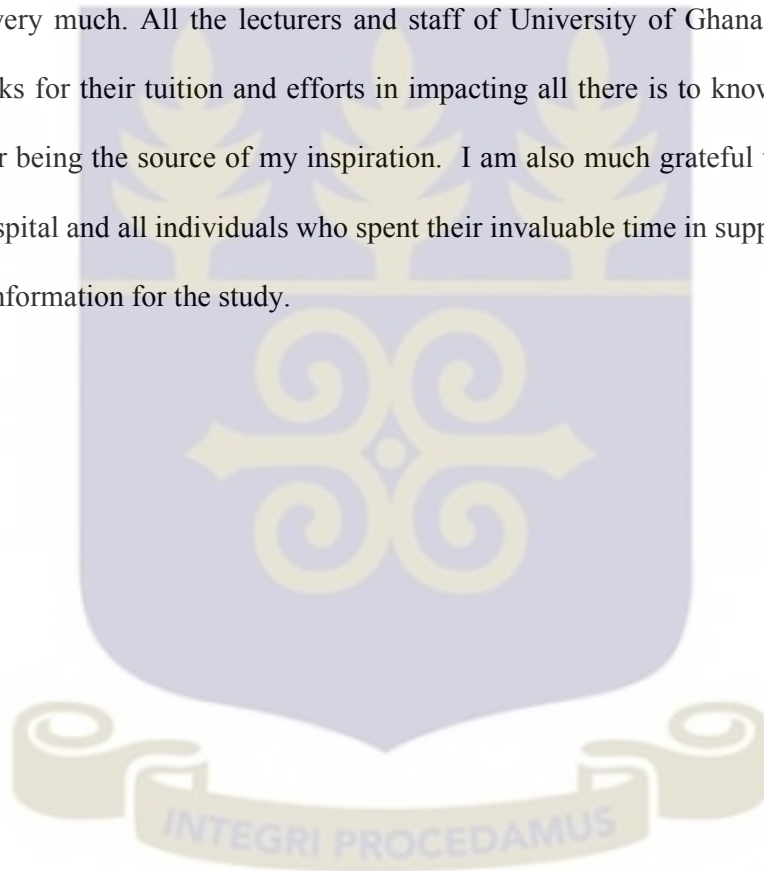 very much. All the lecturers and staff of University of Ghana
ks for their tuition and efforts in impacting all there is to know
r being the source of my inspiration. I am also much grateful
spital and all individuals who spent their invaluable time in supp
nformation for the study.
INTEGRI PROCEDAMUS